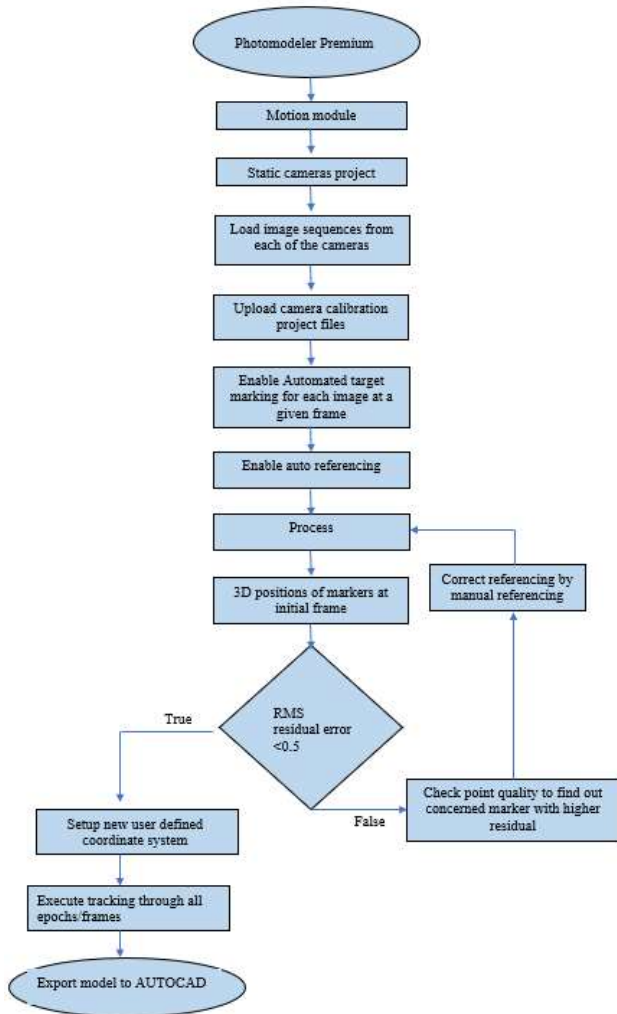 Photomodeler Premium
Motion module
Static cameras project
Load image sequences from
each of the cameras
Upload camera calibration
project files
Enable Automated target
marking for each image at a
given frame
Enable auto referencing
Process
3D positions of markers at
initial frame
Correct referencing by
manual referencing
RMS
residual error
<0.5
True
False
Check point quality to find out
concerned marker with higher
residual
Setup new user defined
coordinate system
Execute tracking through all
epochs/frames
Export model to AUTOCAD